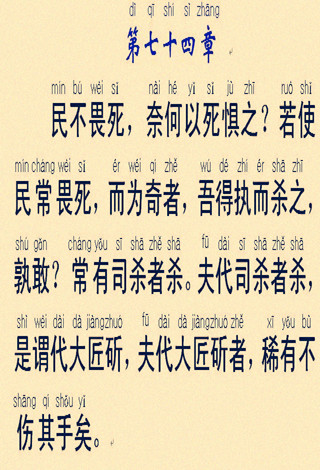 dì qī shí sì zhāng
第七十四章
mín bù wèi sǐ nài hé yǐ sǐ jù zhī ruò shǐ
民不畏死，奈何以死惧之？若使
mín cháng wèi sǐ ér wéi qí zhě wú dé zhí ér shā zhī
民常畏死，而为奇者，吾得执而杀之，
shú gǎn cháng yǒu sī shā zhě shā fū dài sī shā zhě shā
孰敢？常有司杀者杀。夫代司杀者杀，
shì wèi dài dà jiàngzhuó fū dài dà jiàngzhuó zhě xī yǒu bù
是谓代大匠斫，夫代大匠斫者，稀有不
shāng qí shǒu yǐ
伤其手矣。